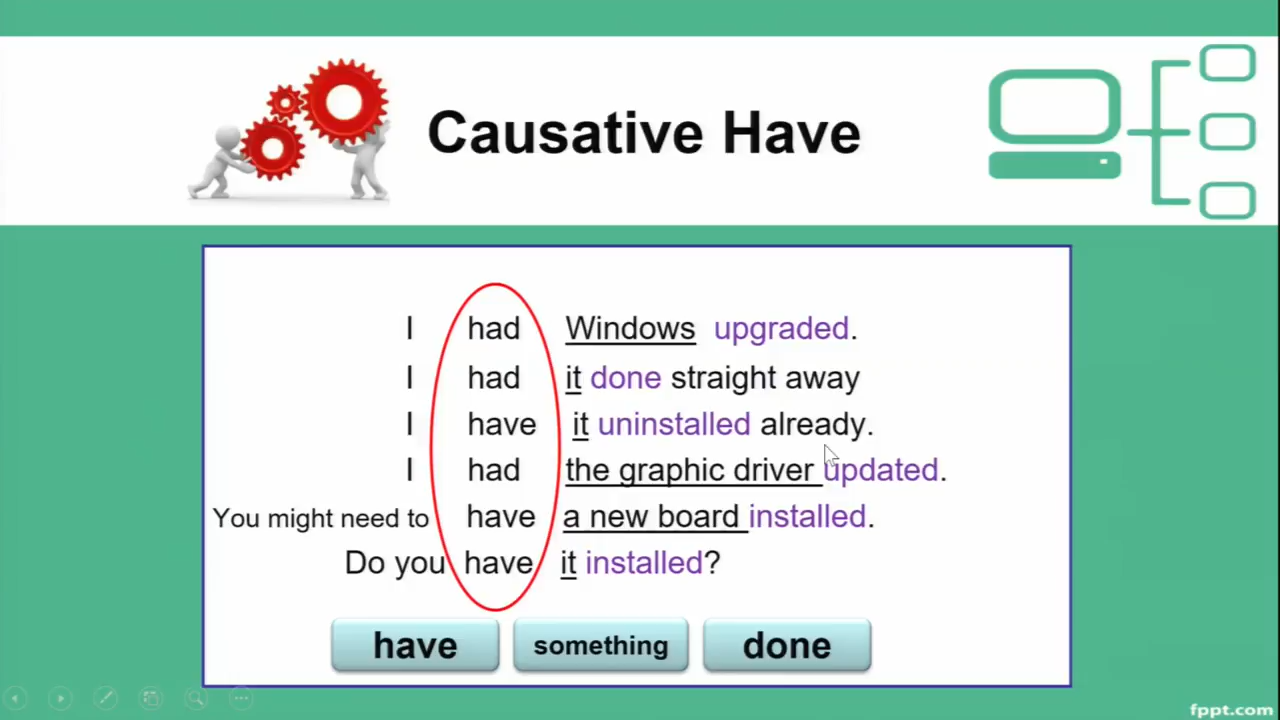 Causative Have
I had Windows upgraded.
I had it done straight away
I have it uninstalled already.
I had the graphic driver updated.
You might need to have a new board installed.
Do you have it installed?
have something done
fppt.com